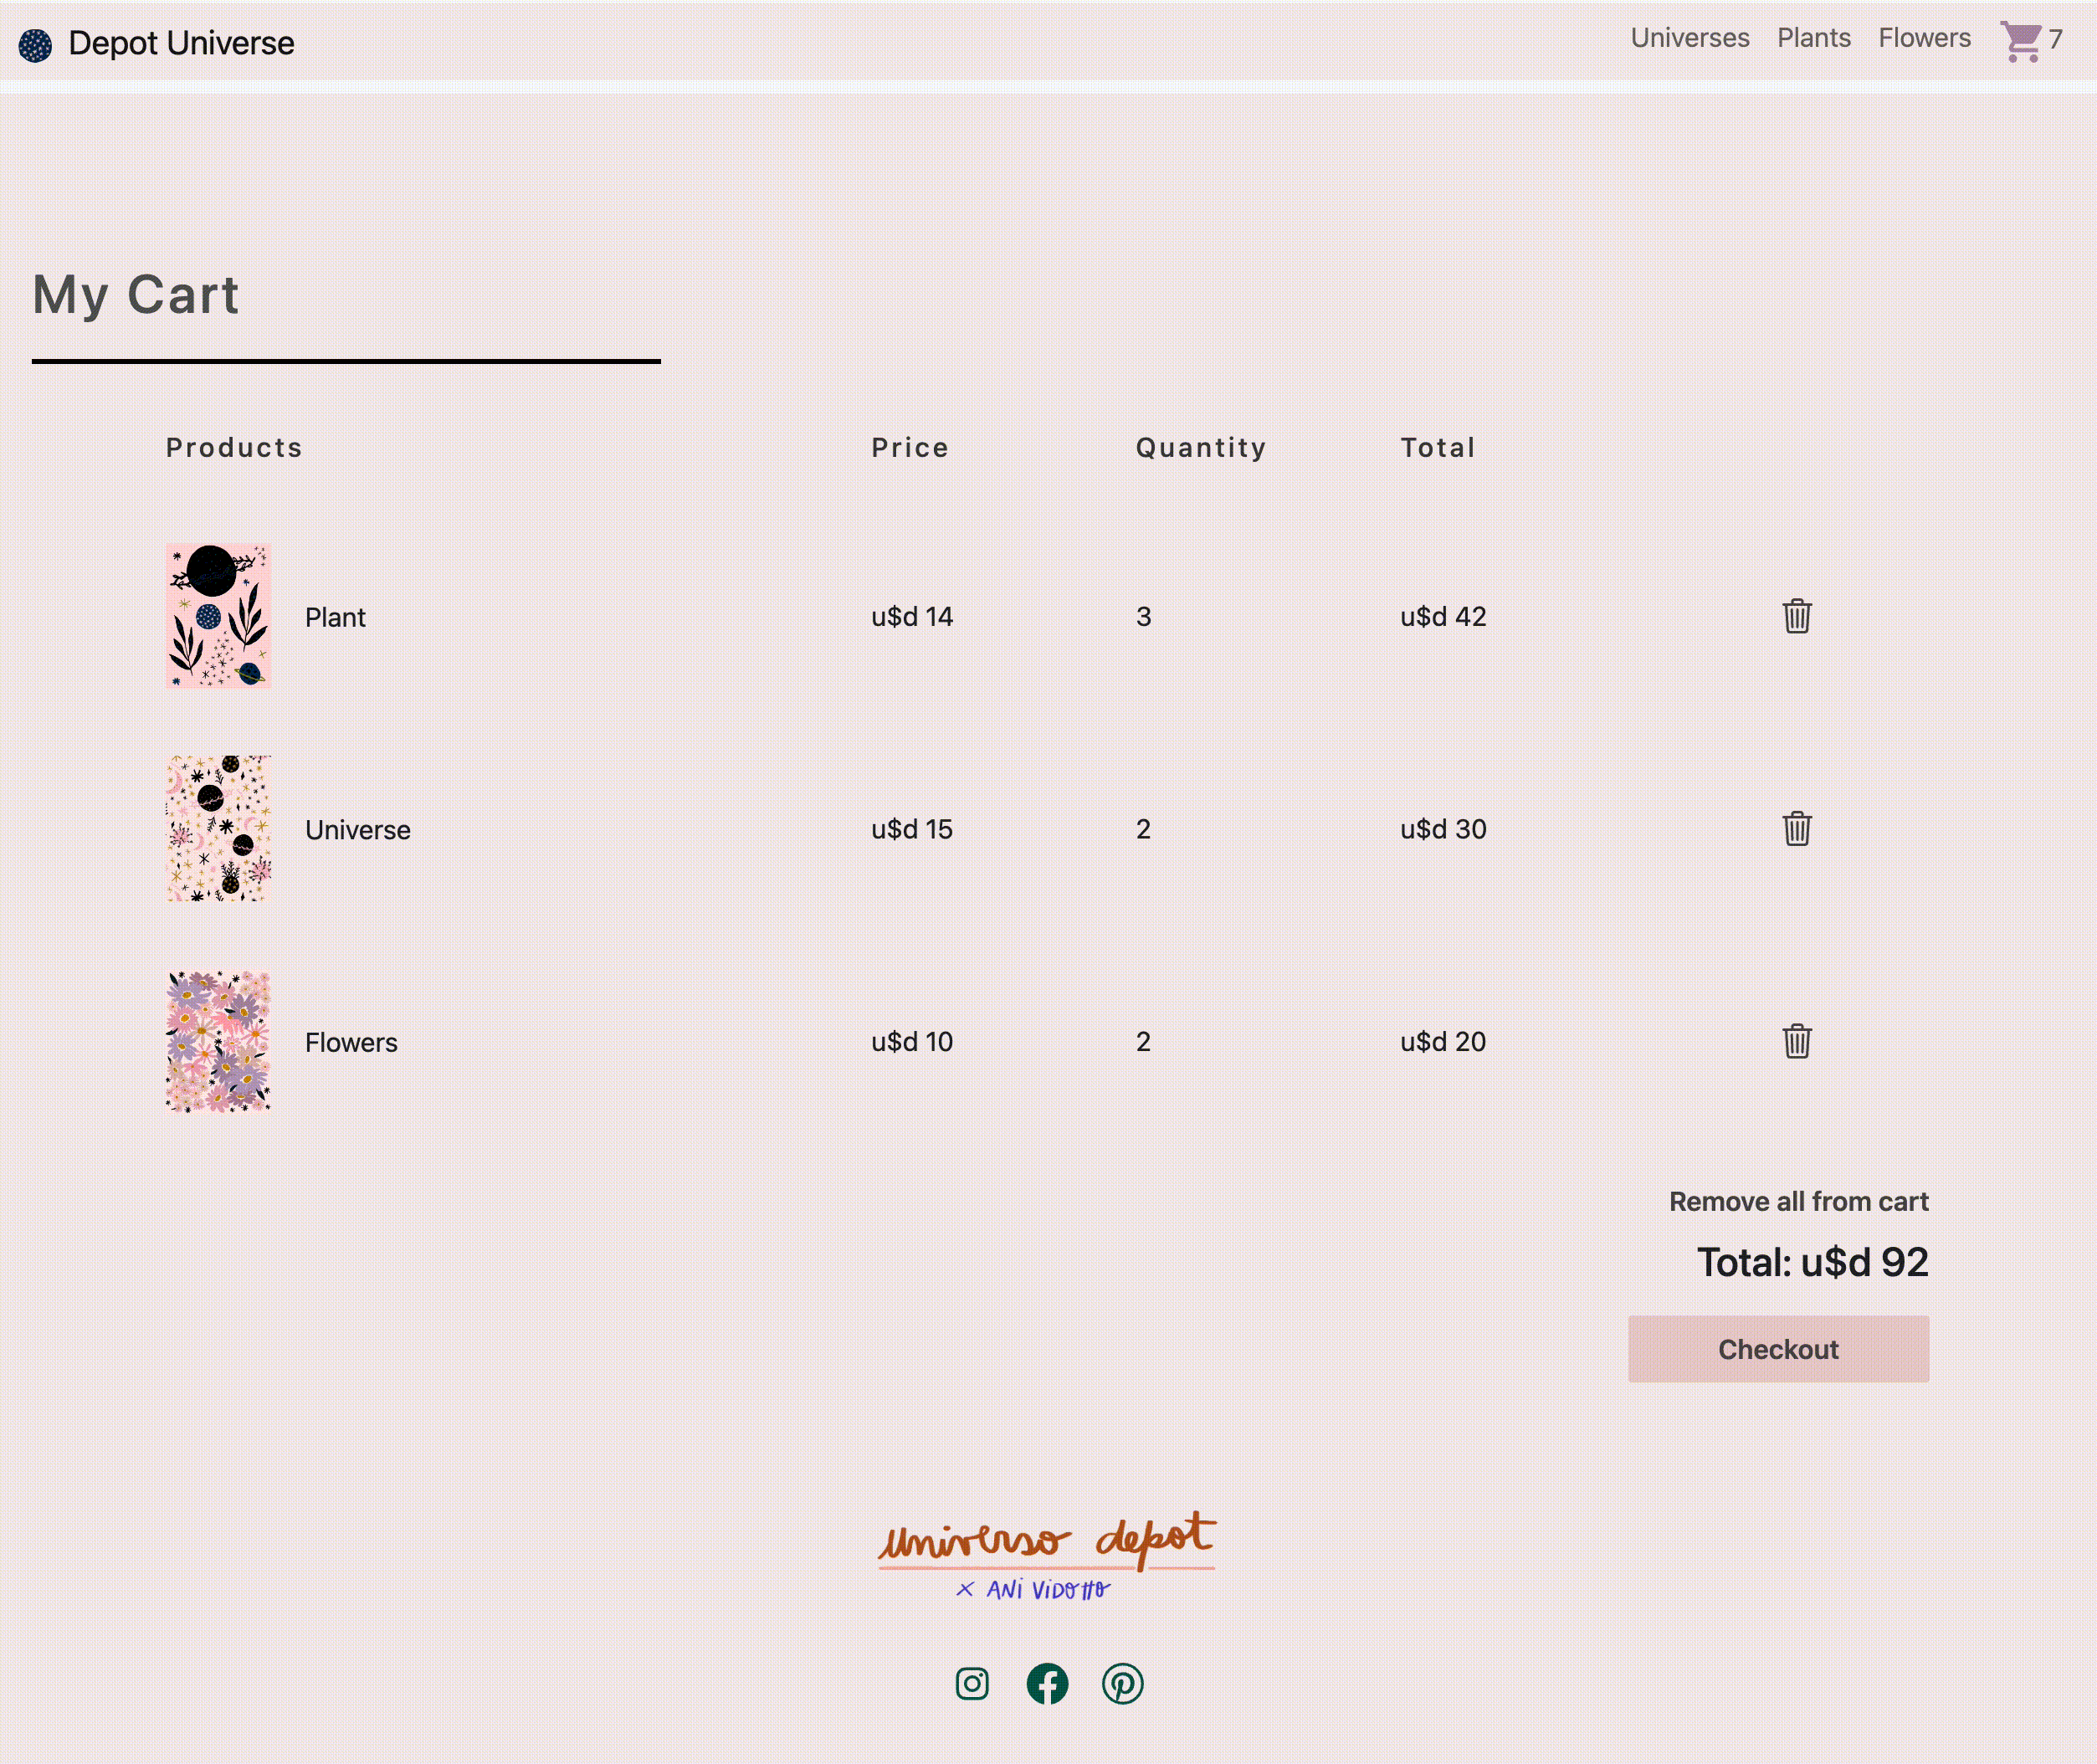 Depot Universe
Universes Plants Flowers 7
My Cart
Products Price Quantity Total
Plant u$d 14 3 u$d 42
Universe u$d 15 2 u$d 30
Flowers u$d 10 2 u$d 20
Remove all from cart
Total: u$d 92
Checkout
universo depot
x ANi ViDOttO